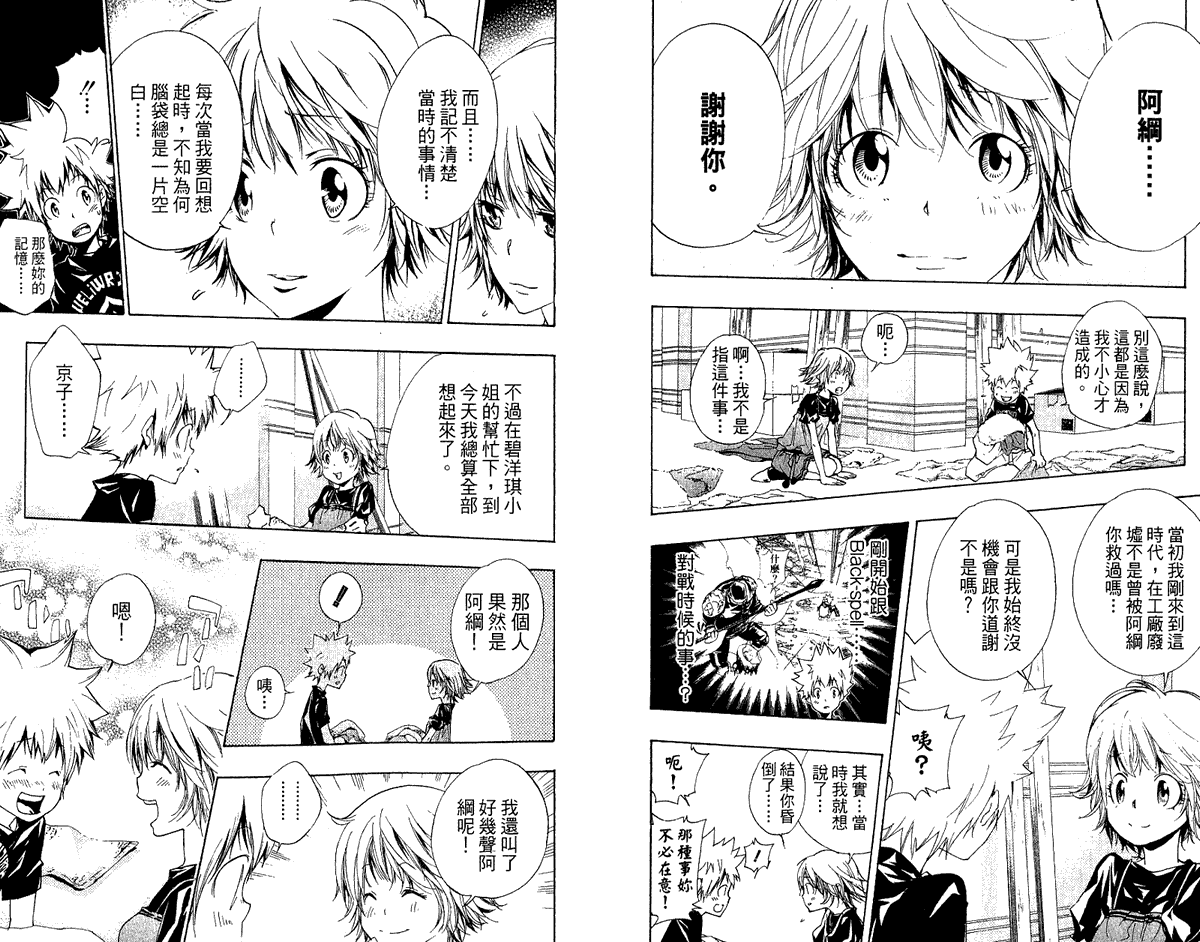 阿綱……
謝謝你。
別這麼說，
這都是因為
我不小心才
造成的。
呃…
啊…我不是
指這件事…
當初我剛來到這
時代，在工廠廢
墟不是曾被阿綱
你救過嗎…
可是我始終沒
機會跟你道謝
不是嗎？
咦？
剛開始跟
Black·spell……
對戰時候的事…？
什麼？
其實…當
時我就想
說了…
結果你昏
倒了……
呃！
！
那種事妳
不必在意！
而且……
我記不清楚
當時的事情…
每次當我要回想
起時，不知為何
腦袋總是一片空
白……
！！……
那麼妳的
記憶……
UELIWR
不過在碧洋琪小
姐的幫忙下，到
今天我總算全部
想起來了。
………
京子……
那個人
果然是
阿綱！
！
咦…
我還叫了
好幾聲阿
綱呢！
………
嗯！